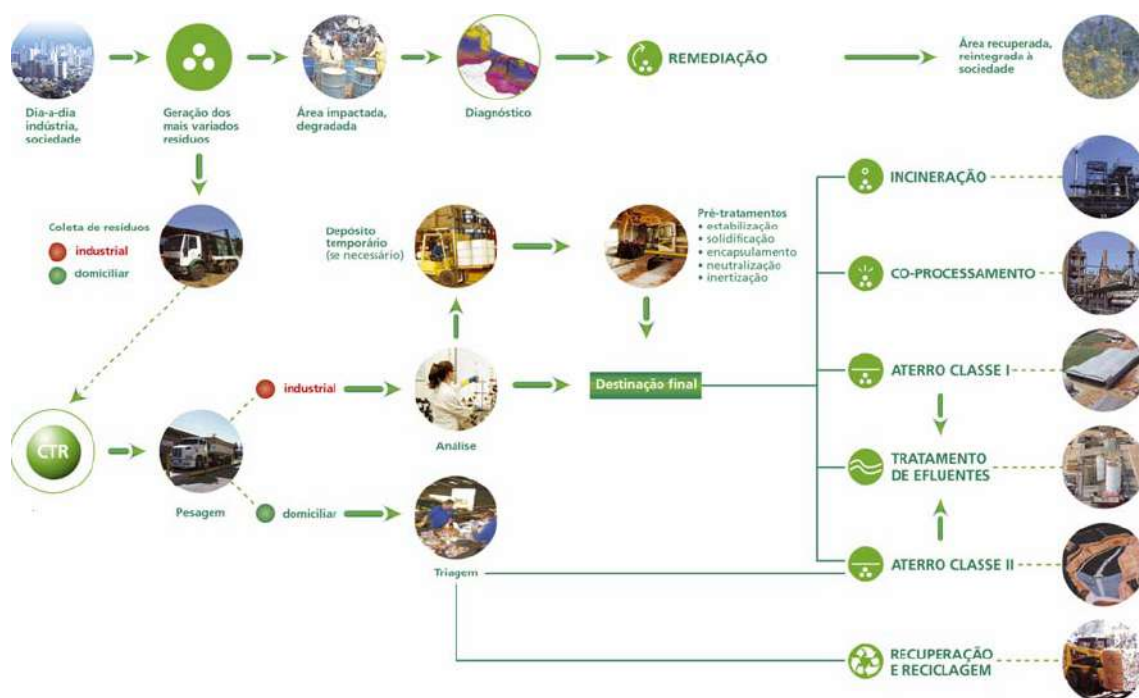 Dia-a-dia
indústria,
sociedade
Geração dos
mais variados
resíduos
Área impactada,
degradada
Diagnóstico
REMEDIAÇÃO
Área recuperada,
reintegrada à
sociedade
Coleta de resíduos
industrial
domiciliar
Depósito
temporário
(se necessário)
Pré-tratamentos
• estabilização
• solidificação
• encapsulamento
• neutralização
• inertização
INCINERAÇÃO
CO-PROCESSAMENTO
ATERRO CLASSE I
TRATAMENTO
DE EFLUENTES
ATERRO CLASSE II
RECUPERAÇÃO
E RECICLAGEM
CTR
Pesagem
industrial
domiciliar
Análise
Triagem
Destinação final